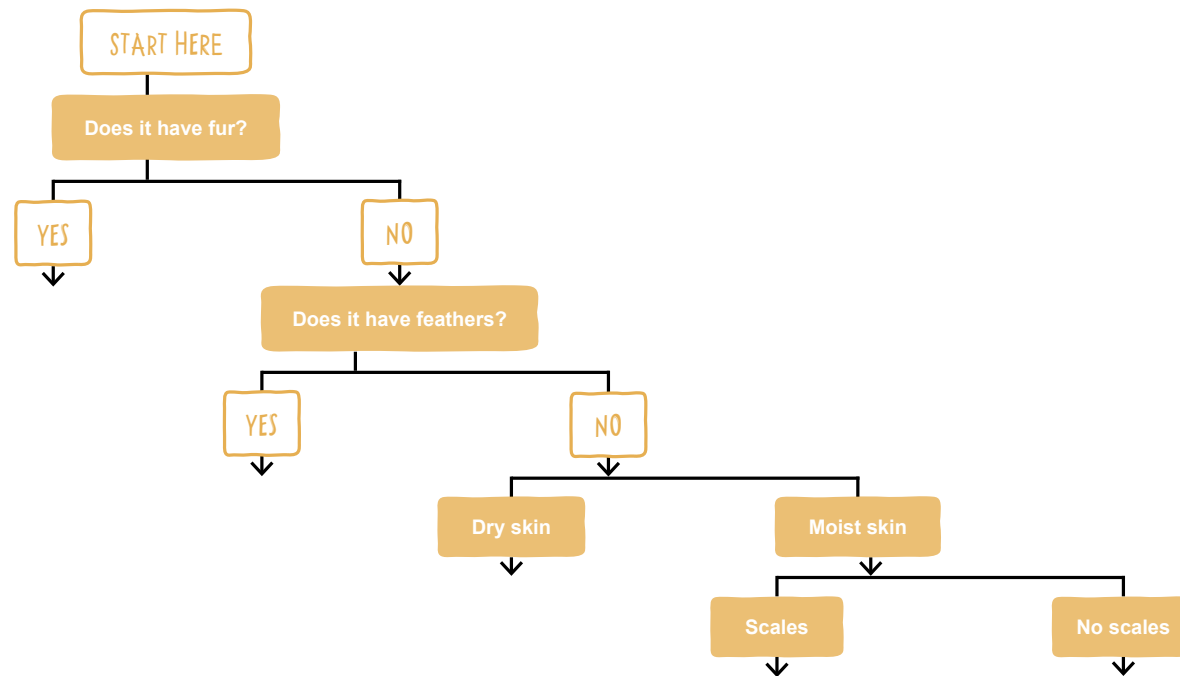 START HERE
Does it have fur?
YES
NO
Does it have feathers?
YES
NO
Dry skin
Moist skin
Scales
No scales